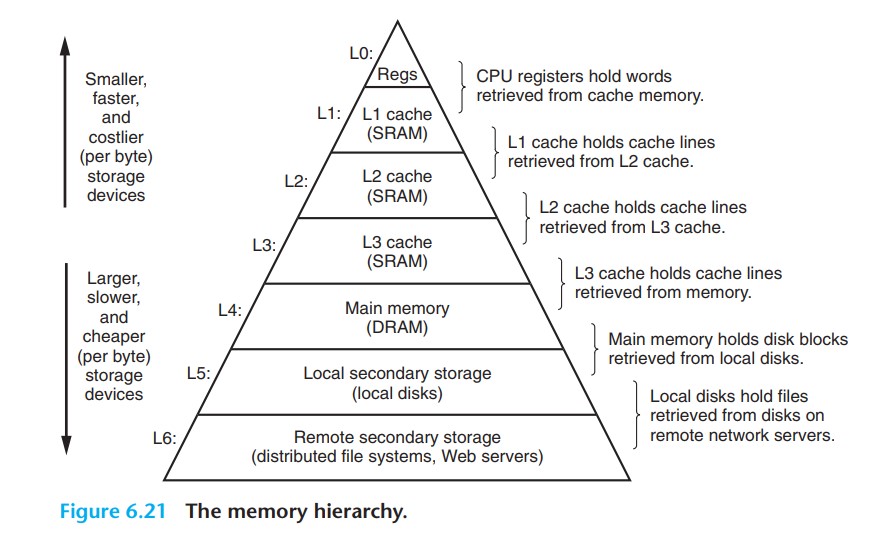 Smaller,
faster,
and
costlier
(per byte)
storage
devices
Larger,
slower,
and
cheaper
(per byte)
storage
devices
L0:
Regs
CPU registers hold words
retrieved from cache memory.
L1:
L1 cache
(SRAM)
L1 cache holds cache lines
retrieved from L2 cache.
L2:
L2 cache
(SRAM)
L2 cache holds cache lines
retrieved from L3 cache.
L3:
L3 cache
(SRAM)
L3 cache holds cache lines
retrieved from memory.
L4:
Main memory
(DRAM)
Main memory holds disk blocks
retrieved from local disks.
L5:
Local secondary storage
(local disks)
Local disks hold files
retrieved from disks on
remote network servers.
L6:
Remote secondary storage
(distributed file systems, Web servers)
Figure 6.21 The memory hierarchy.